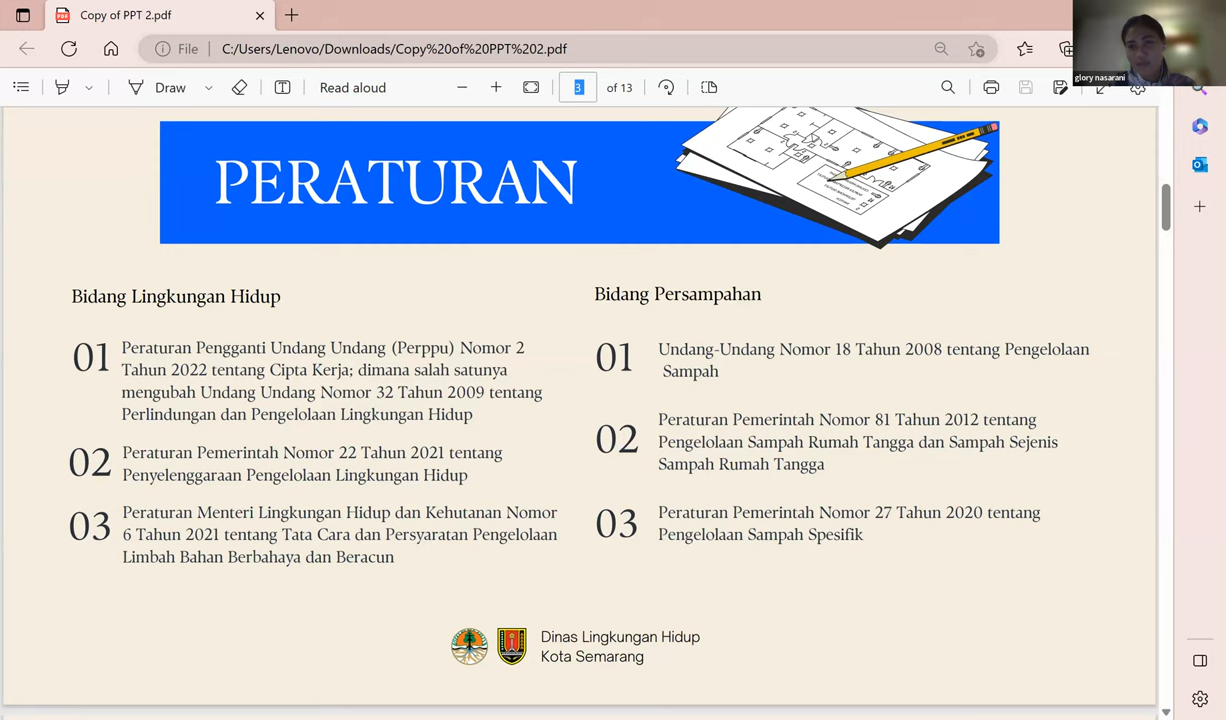 Copy of PPT 2.pdf
File
C:/Users/Lenovo/Downloads/Copy%20of%20PPT%202.pdf
glory nasarani
Draw
Read aloud
3
of 13
PERATURAN
Bidang Lingkungan Hidup
01
Peraturan Pengganti Undang Undang (Perppu) Nomor 2
Tahun 2022 tentang Cipta Kerja; dimana salah satunya
mengubah Undang Undang Nomor 32 Tahun 2009 tentang
Perlindungan dan Pengelolaan Lingkungan Hidup
02
Peraturan Pemerintah Nomor 22 Tahun 2021 tentang
Penyelenggaraan Pengelolaan Lingkungan Hidup
03
Peraturan Menteri Lingkungan Hidup dan Kehutanan Nomor
6 Tahun 2021 tentang Tata Cara dan Persyaratan Pengelolaan
Limbah Bahan Berbahaya dan Beracun
Bidang Persampahan
01
Undang-Undang Nomor 18 Tahun 2008 tentang Pengelolaan
Sampah
02
Peraturan Pemerintah Nomor 81 Tahun 2012 tentang
Pengelolaan Sampah Rumah Tangga dan Sampah Sejenis
Sampah Rumah Tangga
03
Peraturan Pemerintah Nomor 27 Tahun 2020 tentang
Pengelolaan Sampah Spesifik
Dinas Lingkungan Hidup
Kota Semarang